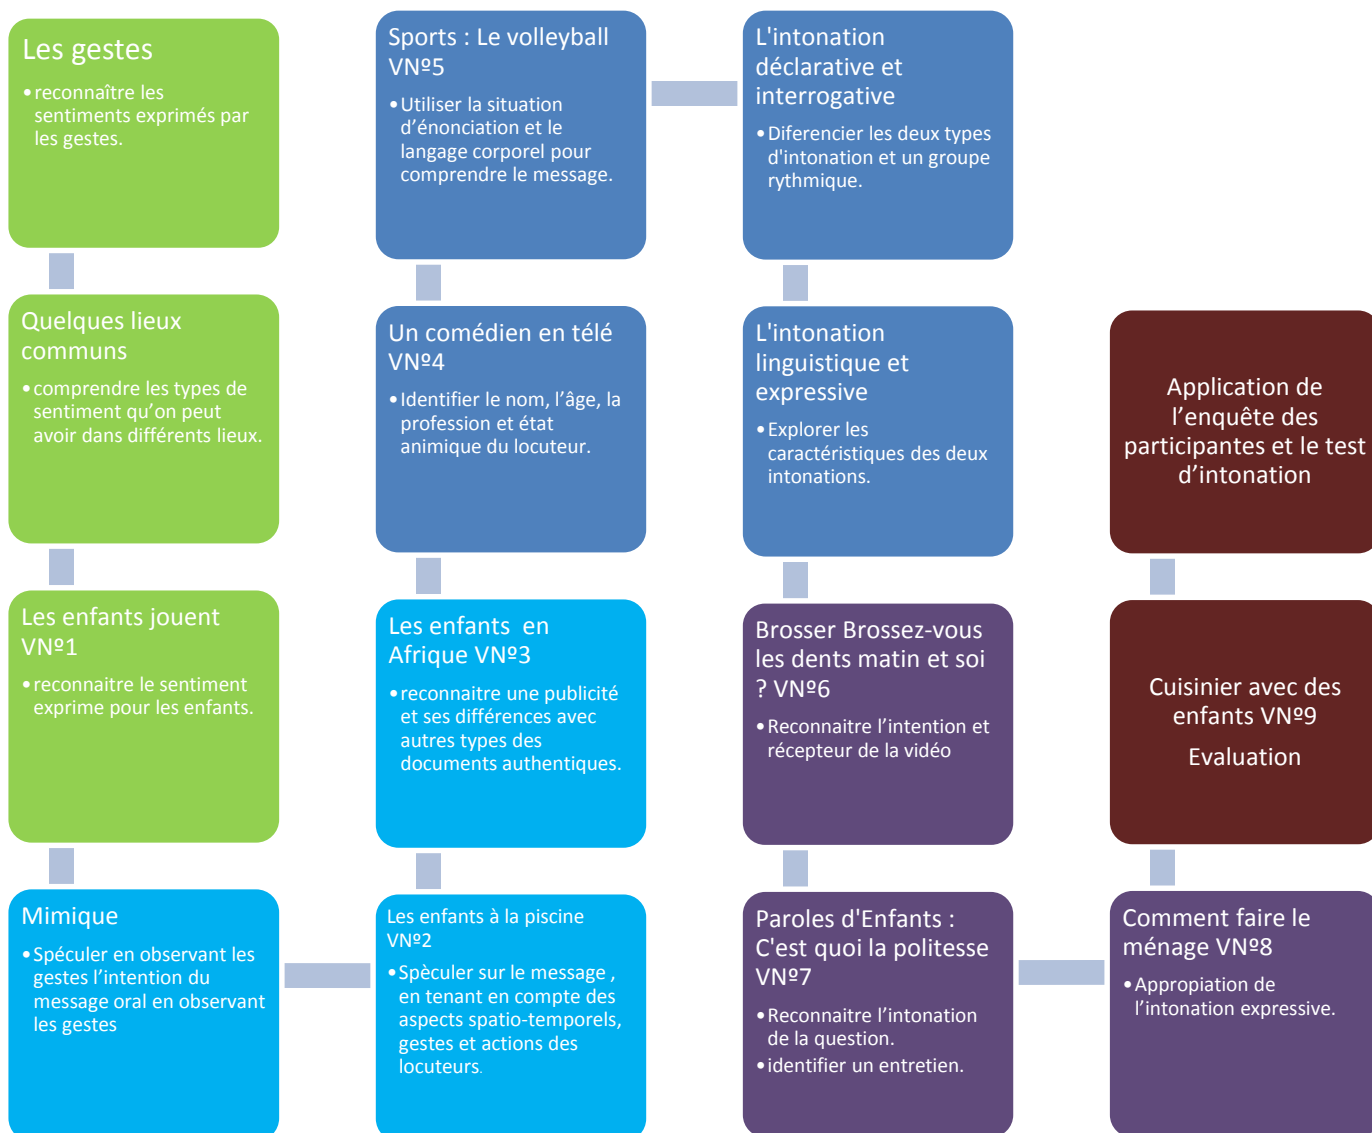 Les gestes
•reconnaître les
sentiments exprimés par
les gestes.
Quelques lieux
communs
•comprendre les types de
sentiment qu'on peut
avoir dans différents lieux.
Les enfants jouent
VNº1
•reconnaitre le sentiment
exprime pour les enfants.
Mimique
•Spéculer en observant les
gestes l'intention du
message oral en observant
les gestes
Les enfants à la piscine
VNº2
•Spèculer sur le message ,
en tenant en compte des
aspects spatio-temporels,
gestes et actions des
locuteurs.
Les enfants en
Afrique VNº3
•reconnaitre une publicité
et ses différences avec
autres types des
documents authentiques.
Un comédien en télé
VNº4
•Identifier le nom, l'âge, la
profession et état
animique du locuteur.
Sports : Le volleyball
VNº5
•Utiliser la situation
d'énonciation et le
langage corporel pour
comprendre le message.
L'intonation
déclarative et
interrogative
•Diferencier les deux types
d'intonation et un groupe
rythmique.
L'intonation
linguistique et
expressive
•Explorer les
caractéristiques des deux
intonations.
Brosser Brossez-vous
les dents matin et soi
? VNº6
•Reconnaitre l'intention et
récepteur de la vidéo
Paroles d'Enfants :
C'est quoi la politesse
VNº7
•Reconnaitre l'intonation
de la question.
•identifier un entretien.
Comment faire le
ménage VNº8
•Appropiation de
l'intonation expressive.
Cuisinier avec des
enfants VNº9
Evaluation
Application de
l'enquête des
participantes et le test
d'intonation